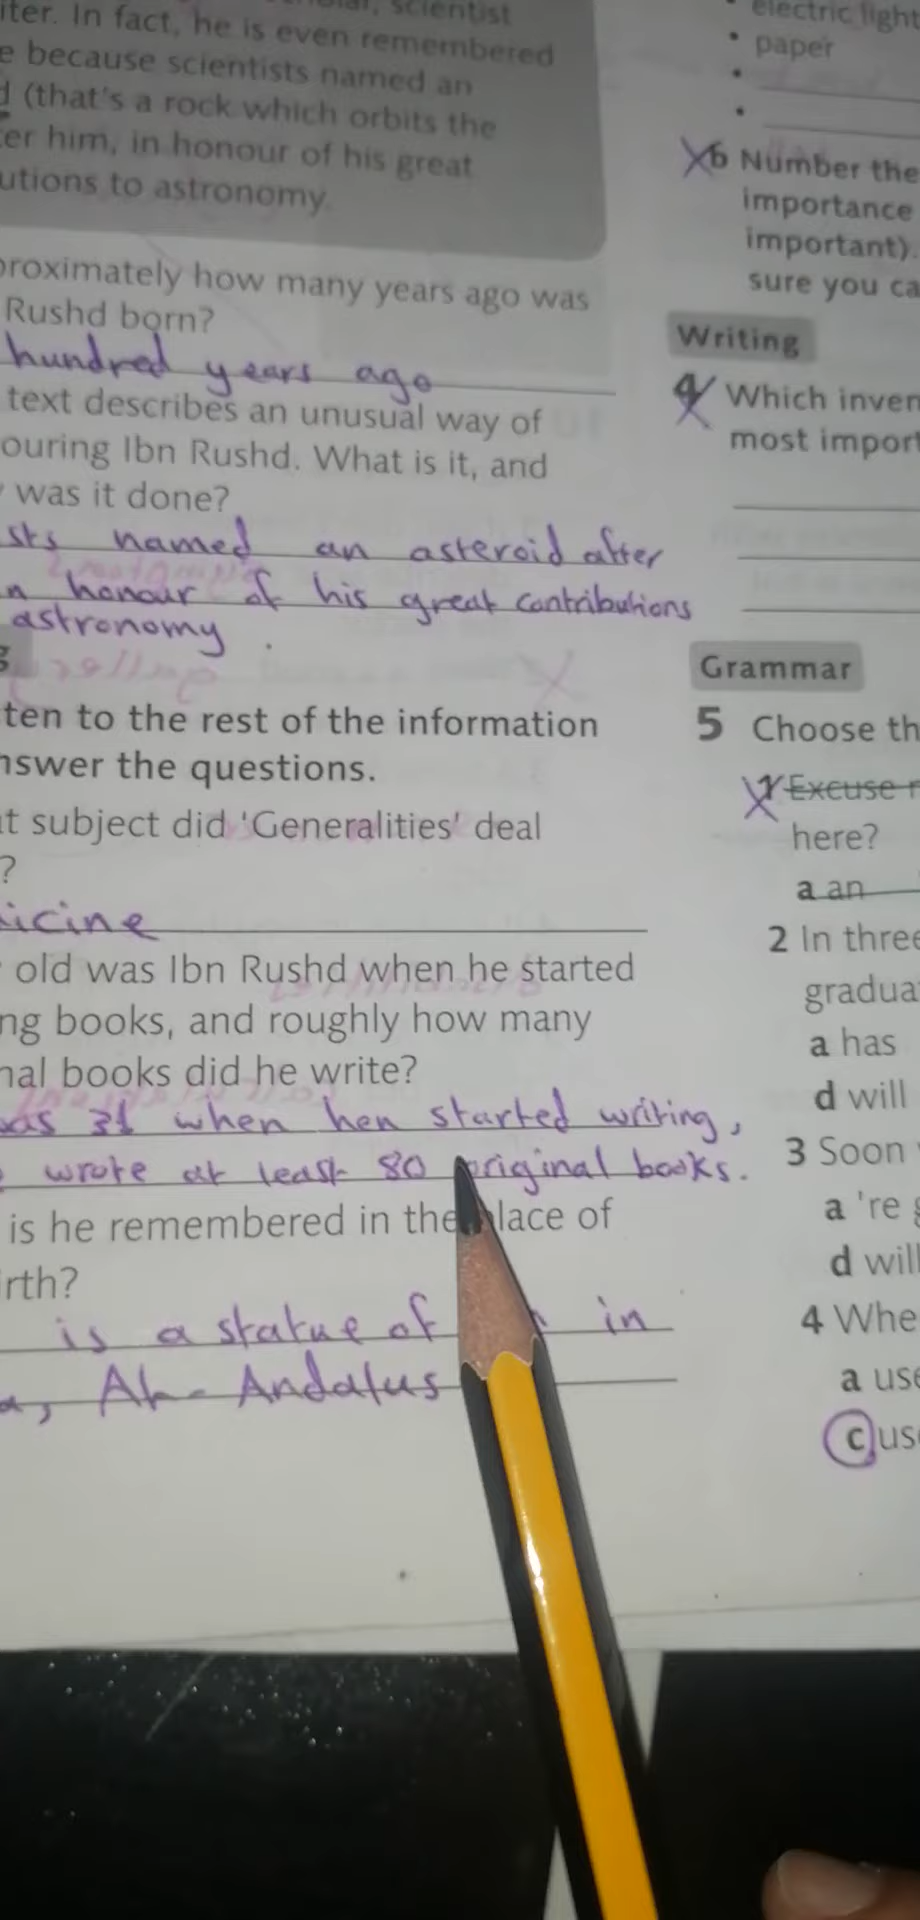 scientist
iter. In fact, he is even remembered
e because scientists named an
d (that's a rock which orbits the
ter him, in honour of his great
utions to astronomy.
proximately how many years ago was
Rushd born?
hundred years ago
text describes an unusual way of
ouring Ibn Rushd. What is it, and
was it done?
sts named an asteroid after
n honour of his great contributions
astronomy.
ten to the rest of the information
nswer the questions.
at subject did 'Generalities' deal
?
icine
old was Ibn Rushd when he started
ng books, and roughly how many
nal books did he write?
as 31 when hen started writing,
wrote at least 80 original books.
is he remembered in the place of
irth?
is a statue of in
a, AL- Andalus
electric light
• paper
•
•
6 Number the
importance
important).
sure you ca
Writing
4 Which inven
most import
Grammar
5 Choose th
1 Excuse
here?
a an
2 In three
gradua
a has
d will
3 Soon
a 're
d will
4 Whe
a use
c us